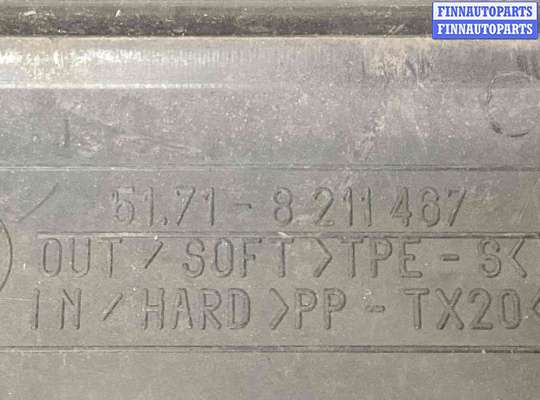 FINNAUTOPARTS
FINNAUTOPARTS
51.71 - 8 211 467
OUT / SOFT >TPE - S<
IN / HARD >PP - TX20<